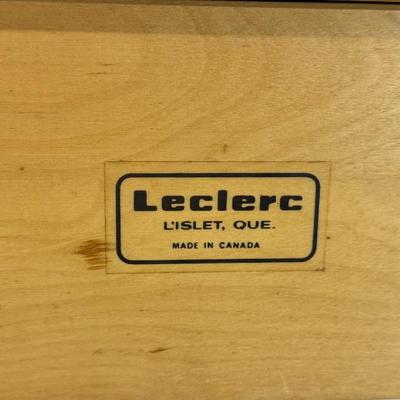 Leclerc
L'ISLET, QUE.
MADE IN CANADA